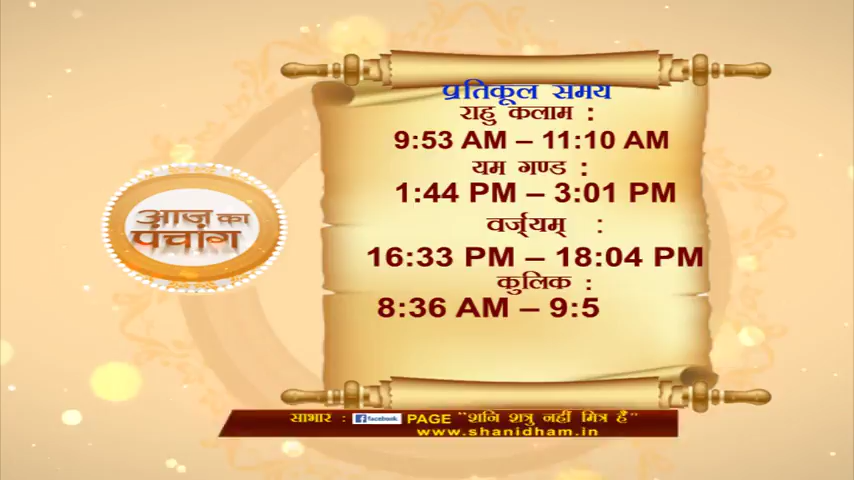 आज का
पंचांग
प्रतिकूल समय
राहु कलाम :
9:53 AM – 11:10 AM
यम गण्ड :
1:44 PM – 3:01 PM
वर्ज्यम् :
16:33 PM – 18:04 PM
कुलिक :
8:36 AM – 9:5
साभार : facebook PAGE "शनि शत्रु नहीं मित्र हैं"
www.shanidham.in